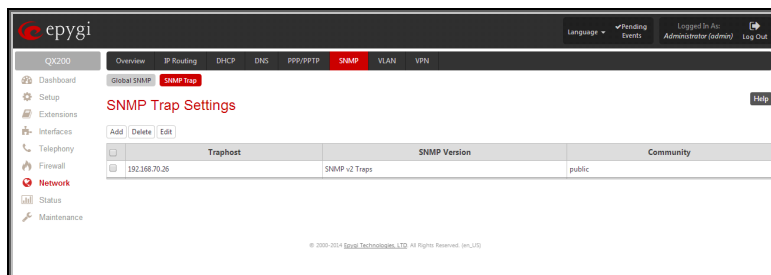 epygi
Language
Pending Events
Logged In As: Administrator (admin)
Log Out
QX200
Overview IP Routing DHCP DNS PPP/PPTP SNMP VLAN VPN
Dashboard
Setup
Extensions
Interfaces
Telephony
Firewall
Network
Status
Maintenance
Global SNMP SNMP Trap
SNMP Trap Settings
Help
Add Delete Edit
Traphost SNMP Version Community
192.168.70.26 SNMP v2 Traps public
© 2000-2014 Epygi Technologies, LTD. All Rights Reserved. (en_US)